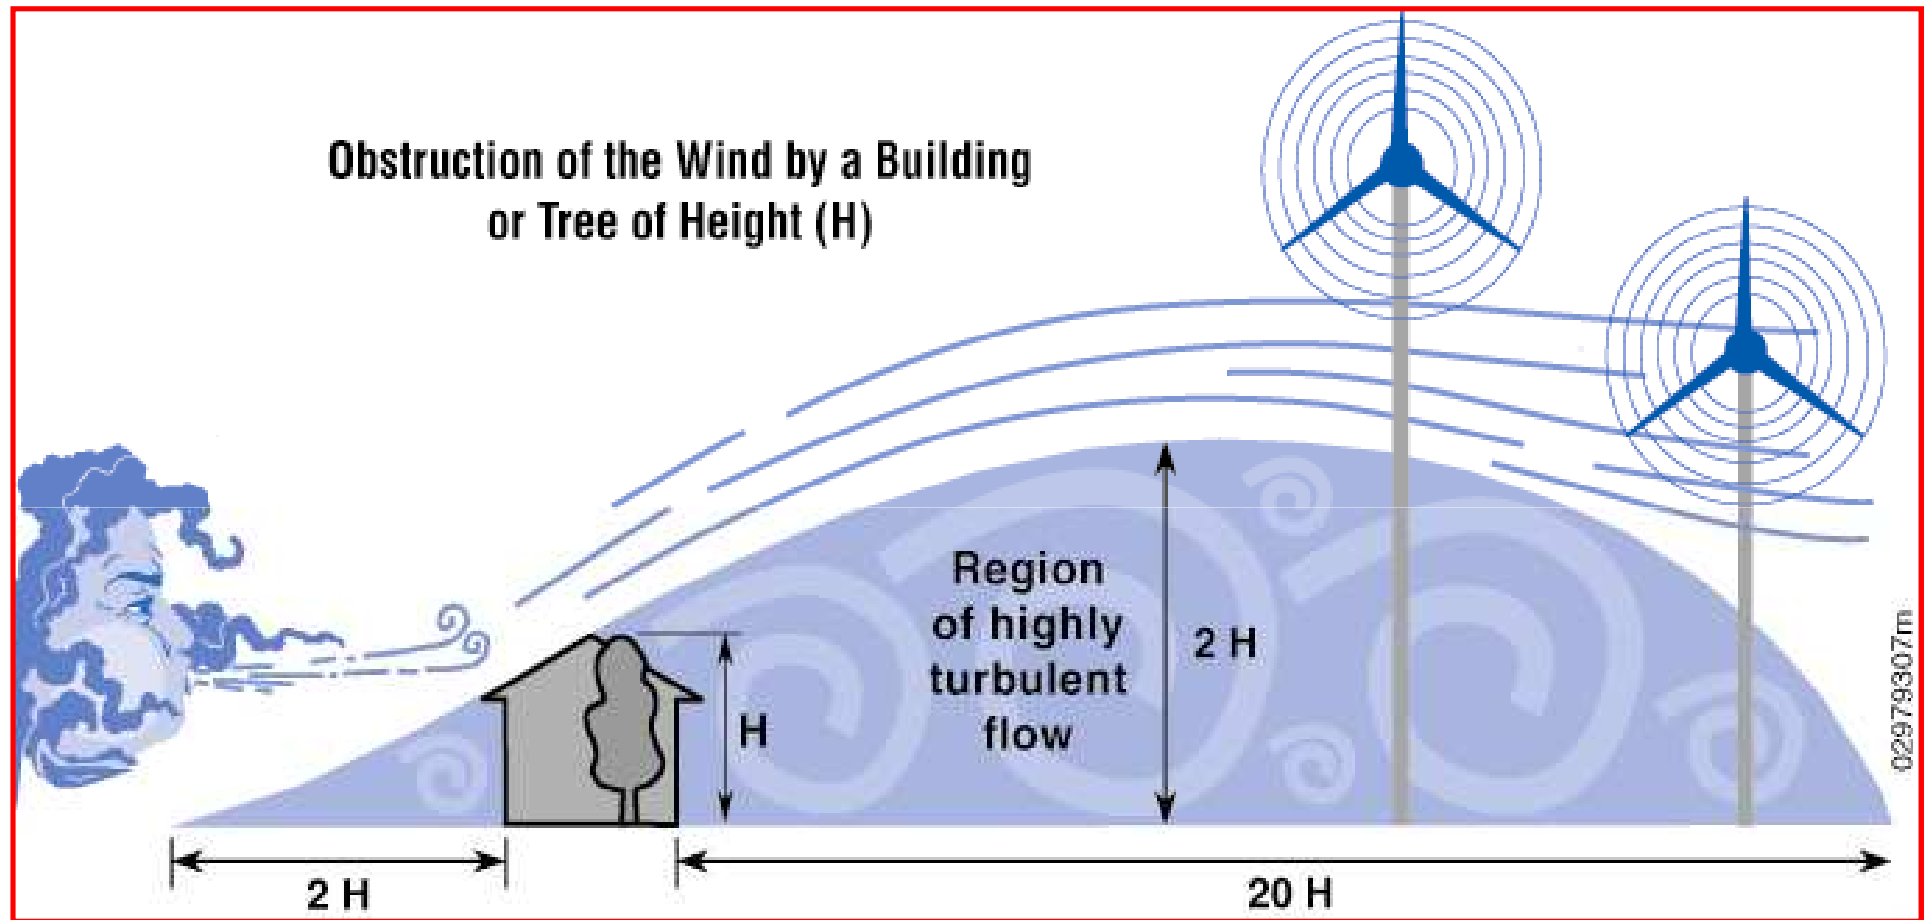 Obstruction of the Wind by a Building
or Tree of Height (H)
Region
of highly
turbulent
flow
2 H
H
2 H
20 H
02979307m